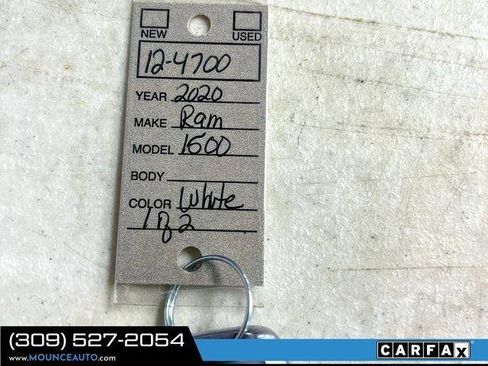 NEW USED
12-4700
YEAR 2020
MAKE Ram
MODEL 1500
BODY
COLOR White
1 of 2
(309) 527-2054
www.MOUNCEAUTO.com
CARFAX